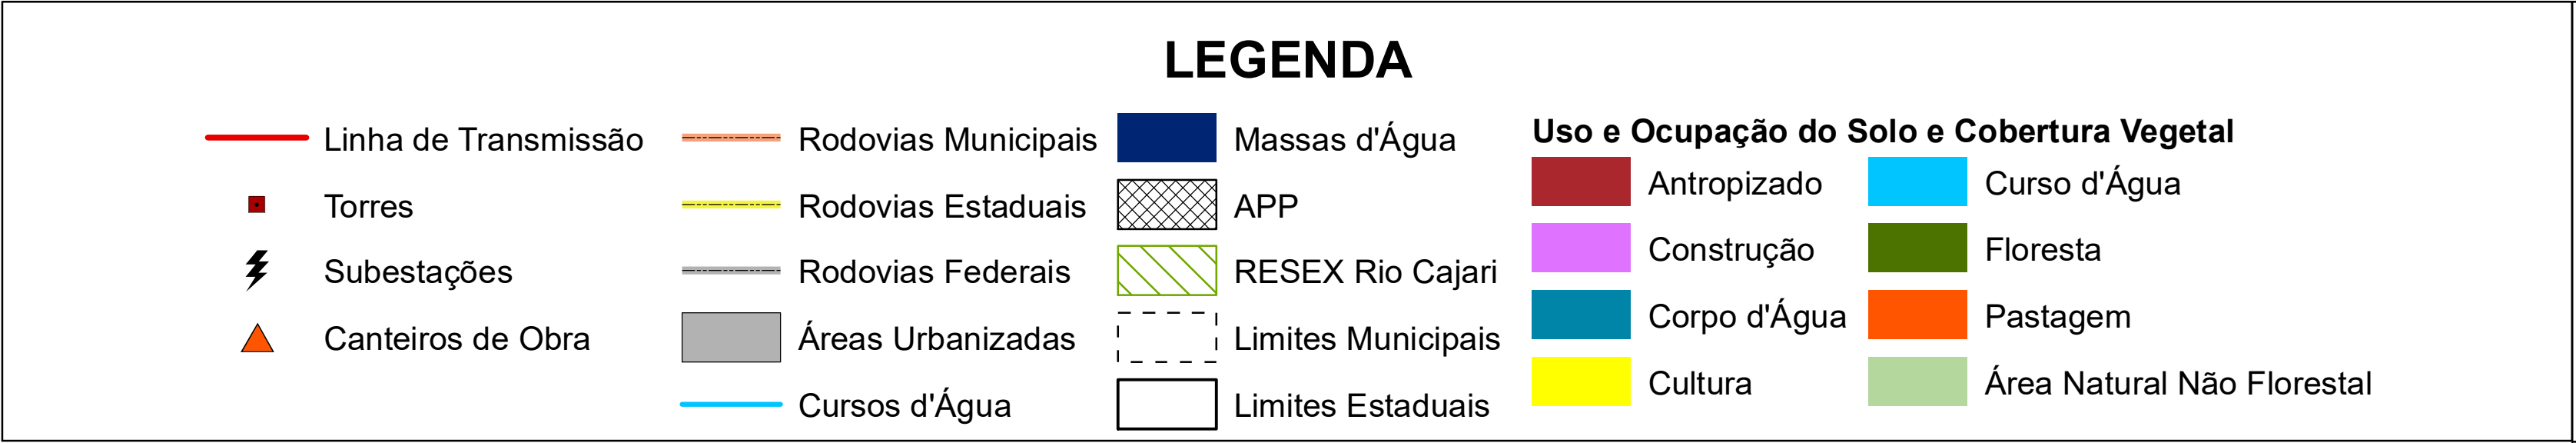 LEGENDA
Linha de Transmissão
Torres
Subestações
Canteiros de Obra
Rodovias Municipais
Rodovias Estaduais
Rodovias Federais
Áreas Urbanizadas
Cursos d'Água
Massas d'Água
APP
RESEX Rio Cajari
Limites Municipais
Limites Estaduais
Uso e Ocupação do Solo e Cobertura Vegetal
Antropizado
Construção
Corpo d'Água
Cultura
Curso d'Água
Floresta
Pastagem
Área Natural Não Florestal